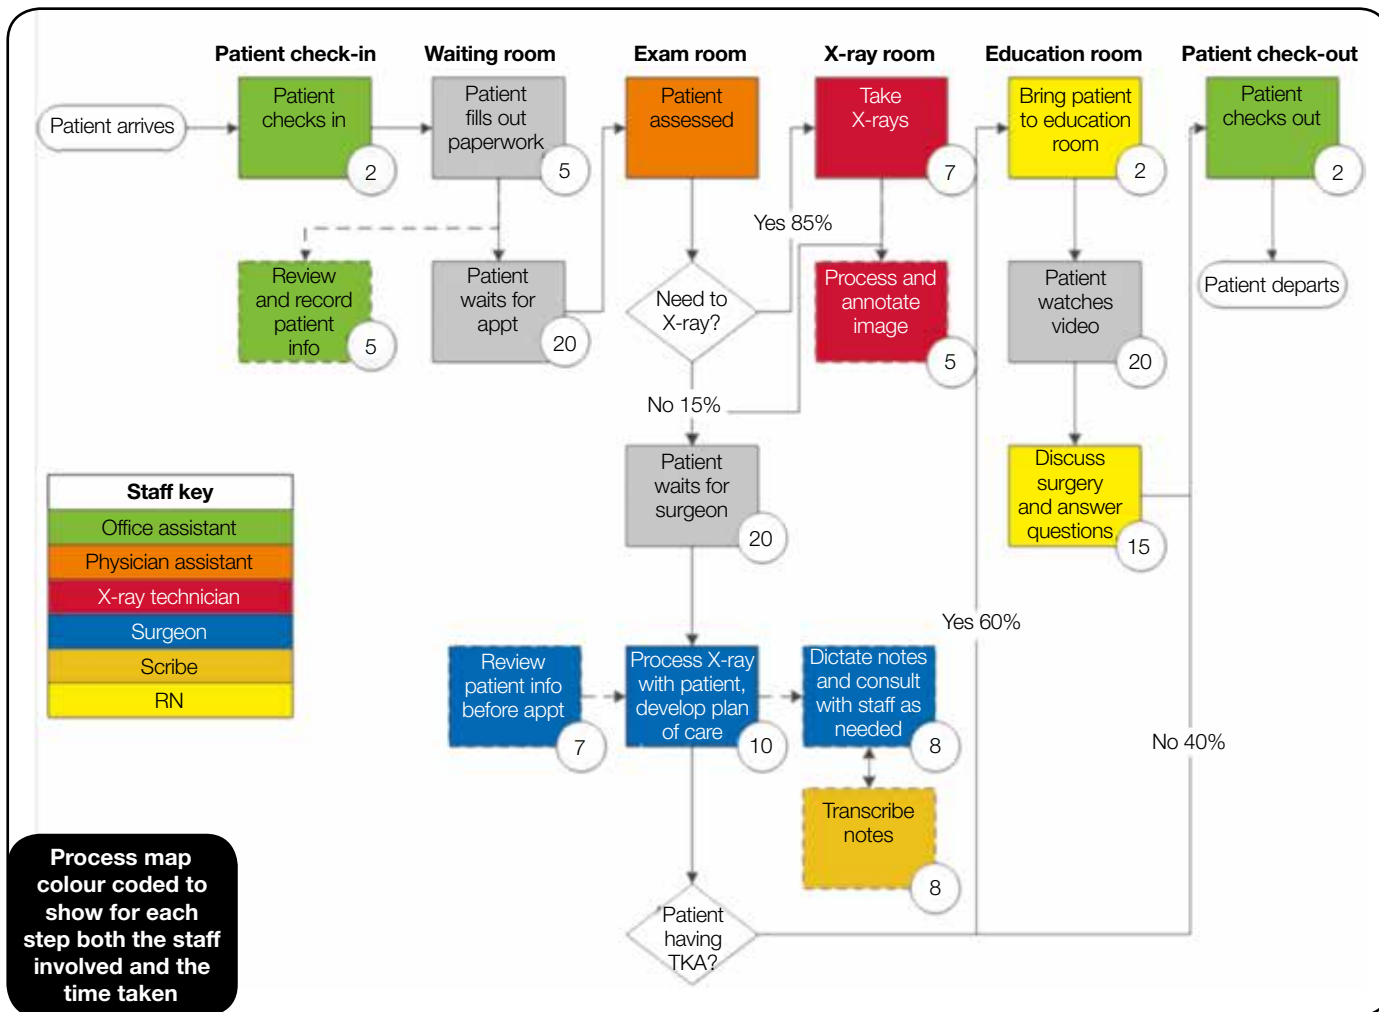 Patient check-in
Waiting room
Exam room
X-ray room
Education room
Patient check-out
Patient arrives
Patient
checks in
2
Patient
fills out
paperwork
5
Patient
assessed
Take
X-rays
7
Bring patient
to education
room
2
Patient
checks out
2
Yes 85%
Review
and record
patient
info
5
Patient
waits for
appt
20
Need to
X-ray?
Process and
annotate
image
5
Patient
watches
video
20
Patient departs
No 15%
Patient
waits for
surgeon
20
Discuss
surgery
and answer
questions
15
Staff key
Office assistant
Physician assistant
X-ray technician
Surgeon
Scribe
RN
Yes 60%
Review
patient info
before appt
7
Process X-ray
with patient,
develop plan
of care
10
Dictate notes
and consult
with staff as
needed
8
No 40%
Transcribe
notes
8
Patient
having
TKA?
Process map
colour coded to
show for each
step both the staff
involved and the
time taken